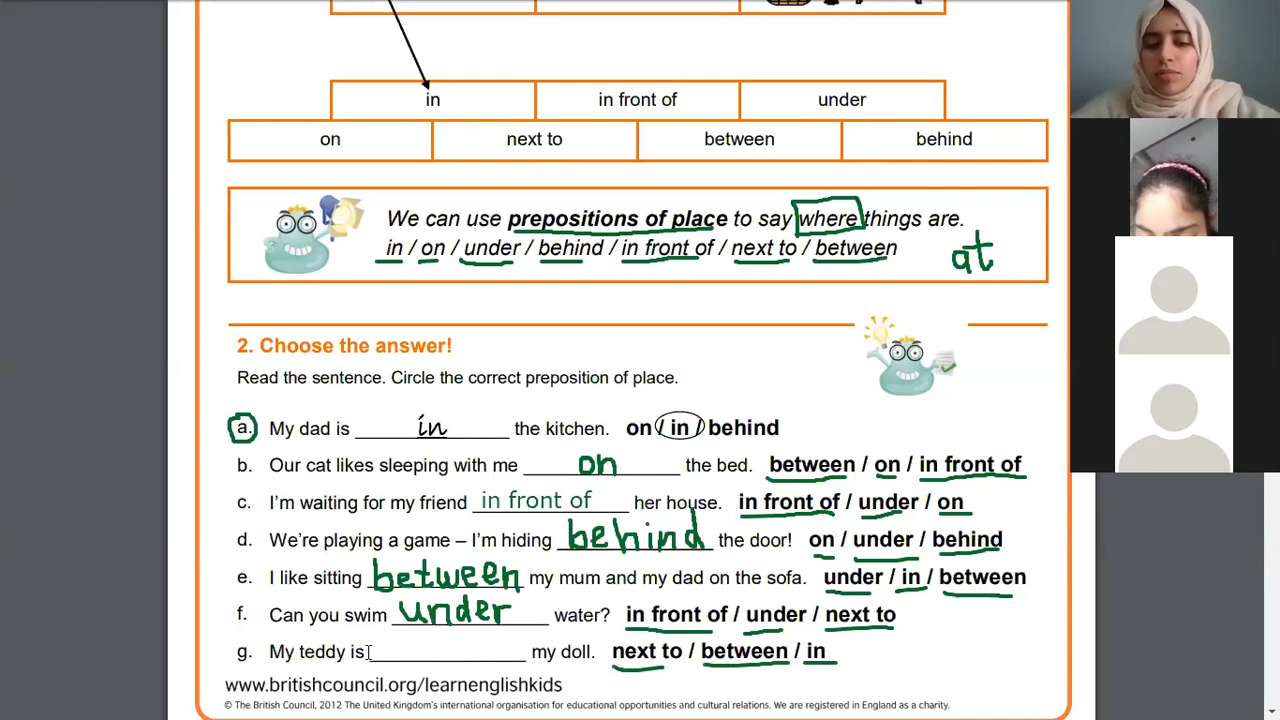 in in front of under
on next to between behind
We can use prepositions of place to say where things are.
in / on / under / behind / in front of / next to / between
at
2. Choose the answer!
Read the sentence. Circle the correct preposition of place.
a. My dad is in the kitchen. on / in / behind
b. Our cat likes sleeping with me on the bed. between / on / in front of
c. I'm waiting for my friend in front of her house. in front of / under / on
d. We're playing a game – I'm hiding behind the door! on / under / behind
e. I like sitting between my mum and my dad on the sofa. under / in / between
f. Can you swim under water? in front of / under / next to
g. My teddy is ______________ my doll. next to / between / in
www.britishcouncil.org/learnenglishkids
© The British Council, 2012 The United Kingdom's international organisation for educational opportunities and cultural relations. We are registered in England as a charity.